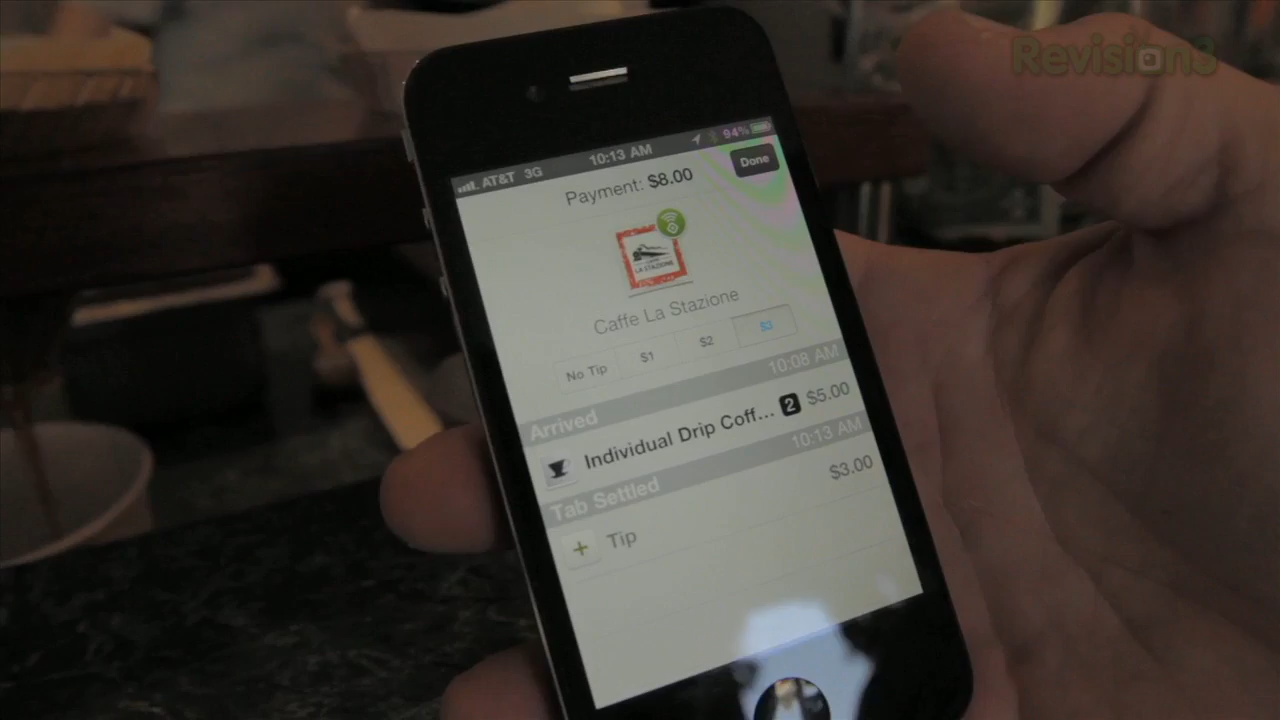 Revision3
AT&T 3G 10:13 AM 94%
Payment: $8.00 Done
LA STAZIONE
Caffe La Stazione
No Tip $1 $2 $3
Arrived 10:08 AM
Individual Drip Coff... 2 $5.00
Tab Settled 10:13 AM
+ Tip $3.00